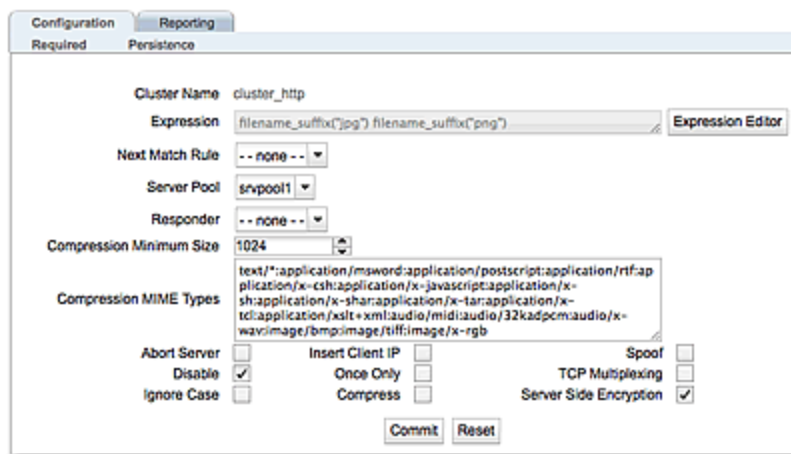 Configuration Reporting
Required Persistence
Cluster Name cluster_http
Expression filename_suffix("jpg") filename_suffix("png") Expression Editor
Next Match Rule - - none - -
Server Pool srvpool1
Responder - - none - -
Compression Minimum Size 1024
Compression MIME Types
text/*:application/msword:application/postscript:application/rtf:ap
plication/x-csh:application/x-javascript:application/x-
sh:application/x-shar:application/x-tar:application/x-
tcl:application/xslt+xml:audio/midi:audio/32kadpcm:audio/x-
wav:image/bmp:image/tiff:image/x-rgb
Abort Server Insert Client IP Spoof
Disable Once Only TCP Multiplexing
Ignore Case Compress Server Side Encryption
Commit Reset